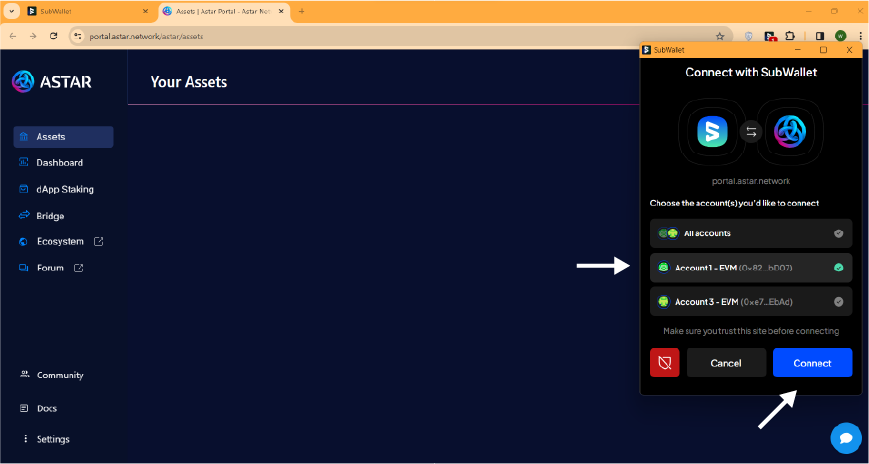 SubWallet
Assets | Astar Portal - Astar Net
portal.astar.network/astar/assets
W
ASTAR
Your Assets
Assets
Dashboard
dApp Staking
Bridge
Ecosystem
Forum
Community
Docs
Settings
SubWallet
Connect with SubWallet
portal.astar.network
Choose the account(s) you'd like to connect
All accounts
Account 1 - EVM (0x82...bD07)
Account 3 - EVM (0xe7...EbAd)
Make sure you trust this site before connecting
Cancel
Connect